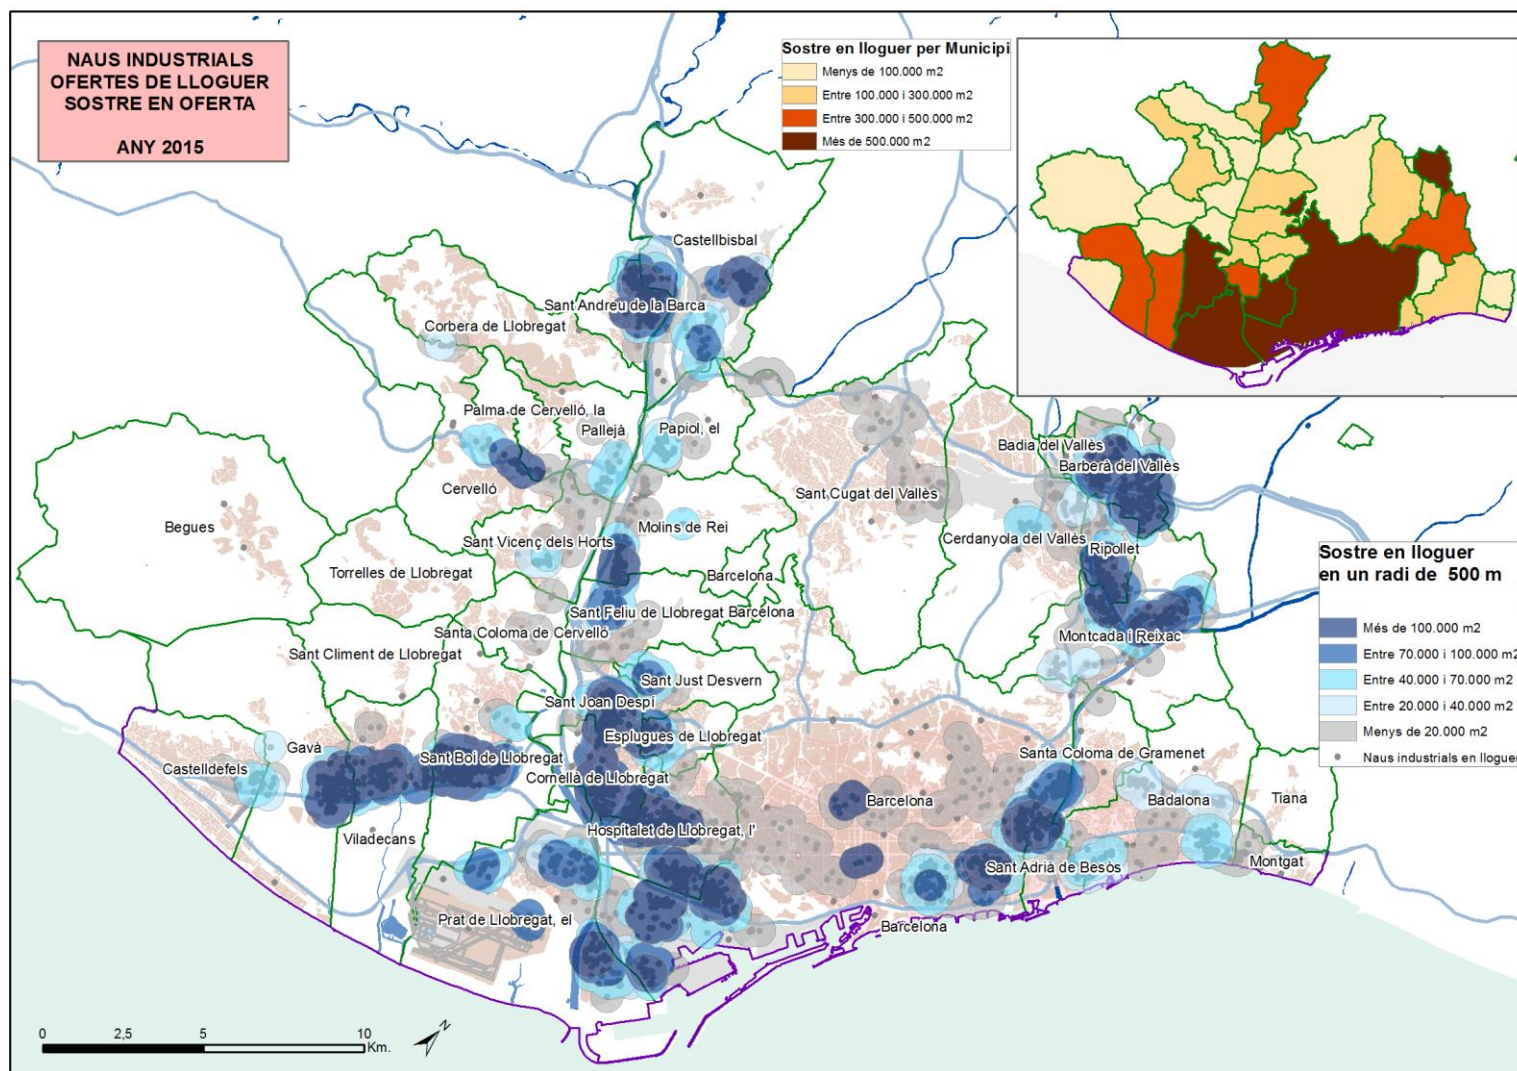 NAUS INDUSTRIALS
OFERTES DE LLOGUER
SOSTRE EN OFERTA
ANY 2015
Sostre en lloguer per Municipi
Menys de 100.000 m2
Entre 100.000 i 300.000 m2
Entre 300.000 i 500.000 m2
Més de 500.000 m2
Castellbisbal
Sant Andreu de la Barca
Corbera de Llobregat
Palma de Cervelló, la
Pallejà
Papiol, el
Badia del Vallès
Barberà del Vallès
Cervelló
Sant Cugat del Vallès
Begues
Molins de Rei
Sant Vicenç dels Horts
Cerdanyola del Vallès
Ripollet
Torrelles de Llobregat
Barcelona
Sant Feliu de Llobregat
Barcelona
Santa Coloma de Cervelló
Montcada i Reixac
Sant Climent de Llobregat
Sant Just Desvern
Sant Joan Despí
Esplugues de Llobregat
Gavà
Sant Boi de Llobregat
Santa Coloma de Gramenet
Castelldefels
Cornellà de Llobregat
Barcelona
Badalona
Tiana
Viladecans
Hospitalet de Llobregat, l'
Montgat
Sant Adrià de Besòs
Prat de Llobregat, el
Barcelona
Sostre en lloguer
en un radi de 500 m
Més de 100.000 m2
Entre 70.000 i 100.000 m2
Entre 40.000 i 70.000 m2
Entre 20.000 i 40.000 m2
Menys de 20.000 m2
Naus industrials en lloguer
0 2,5 5 10
Km.
N